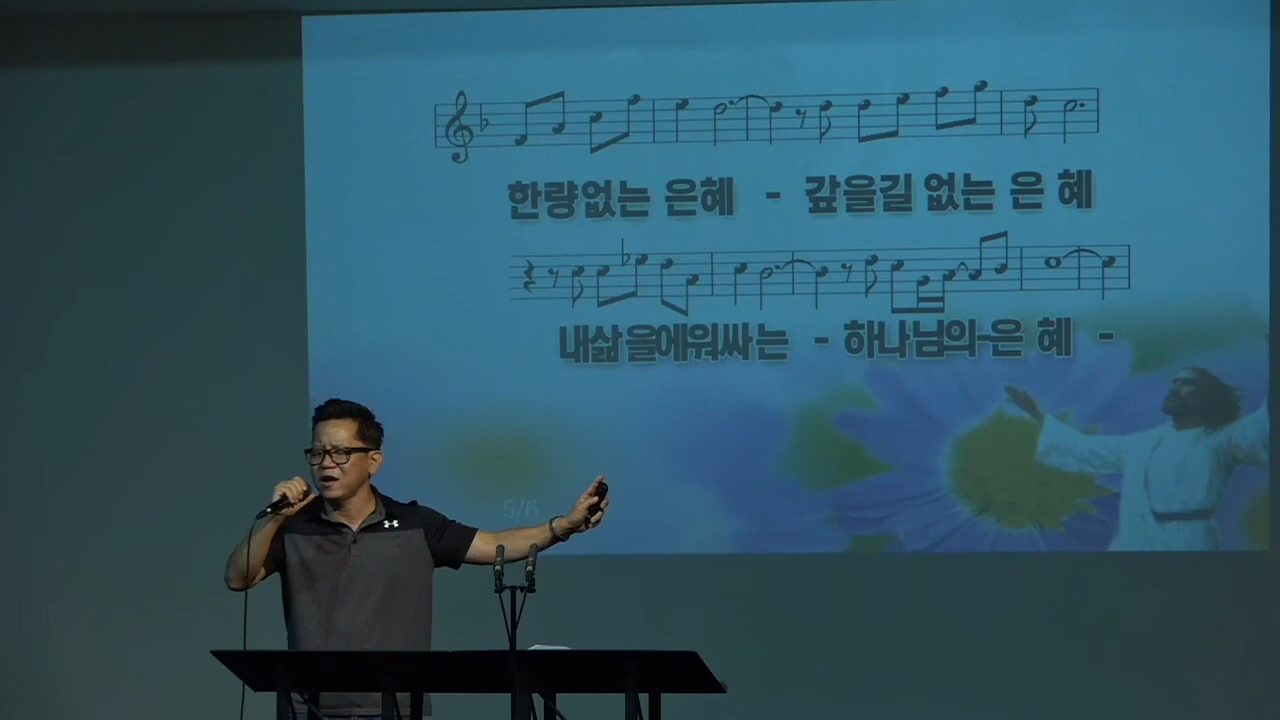 한량없는 은혜 - 갚을길 없는 은 혜
내삶을에워싸는 - 하나님의 은 혜 -
5/6